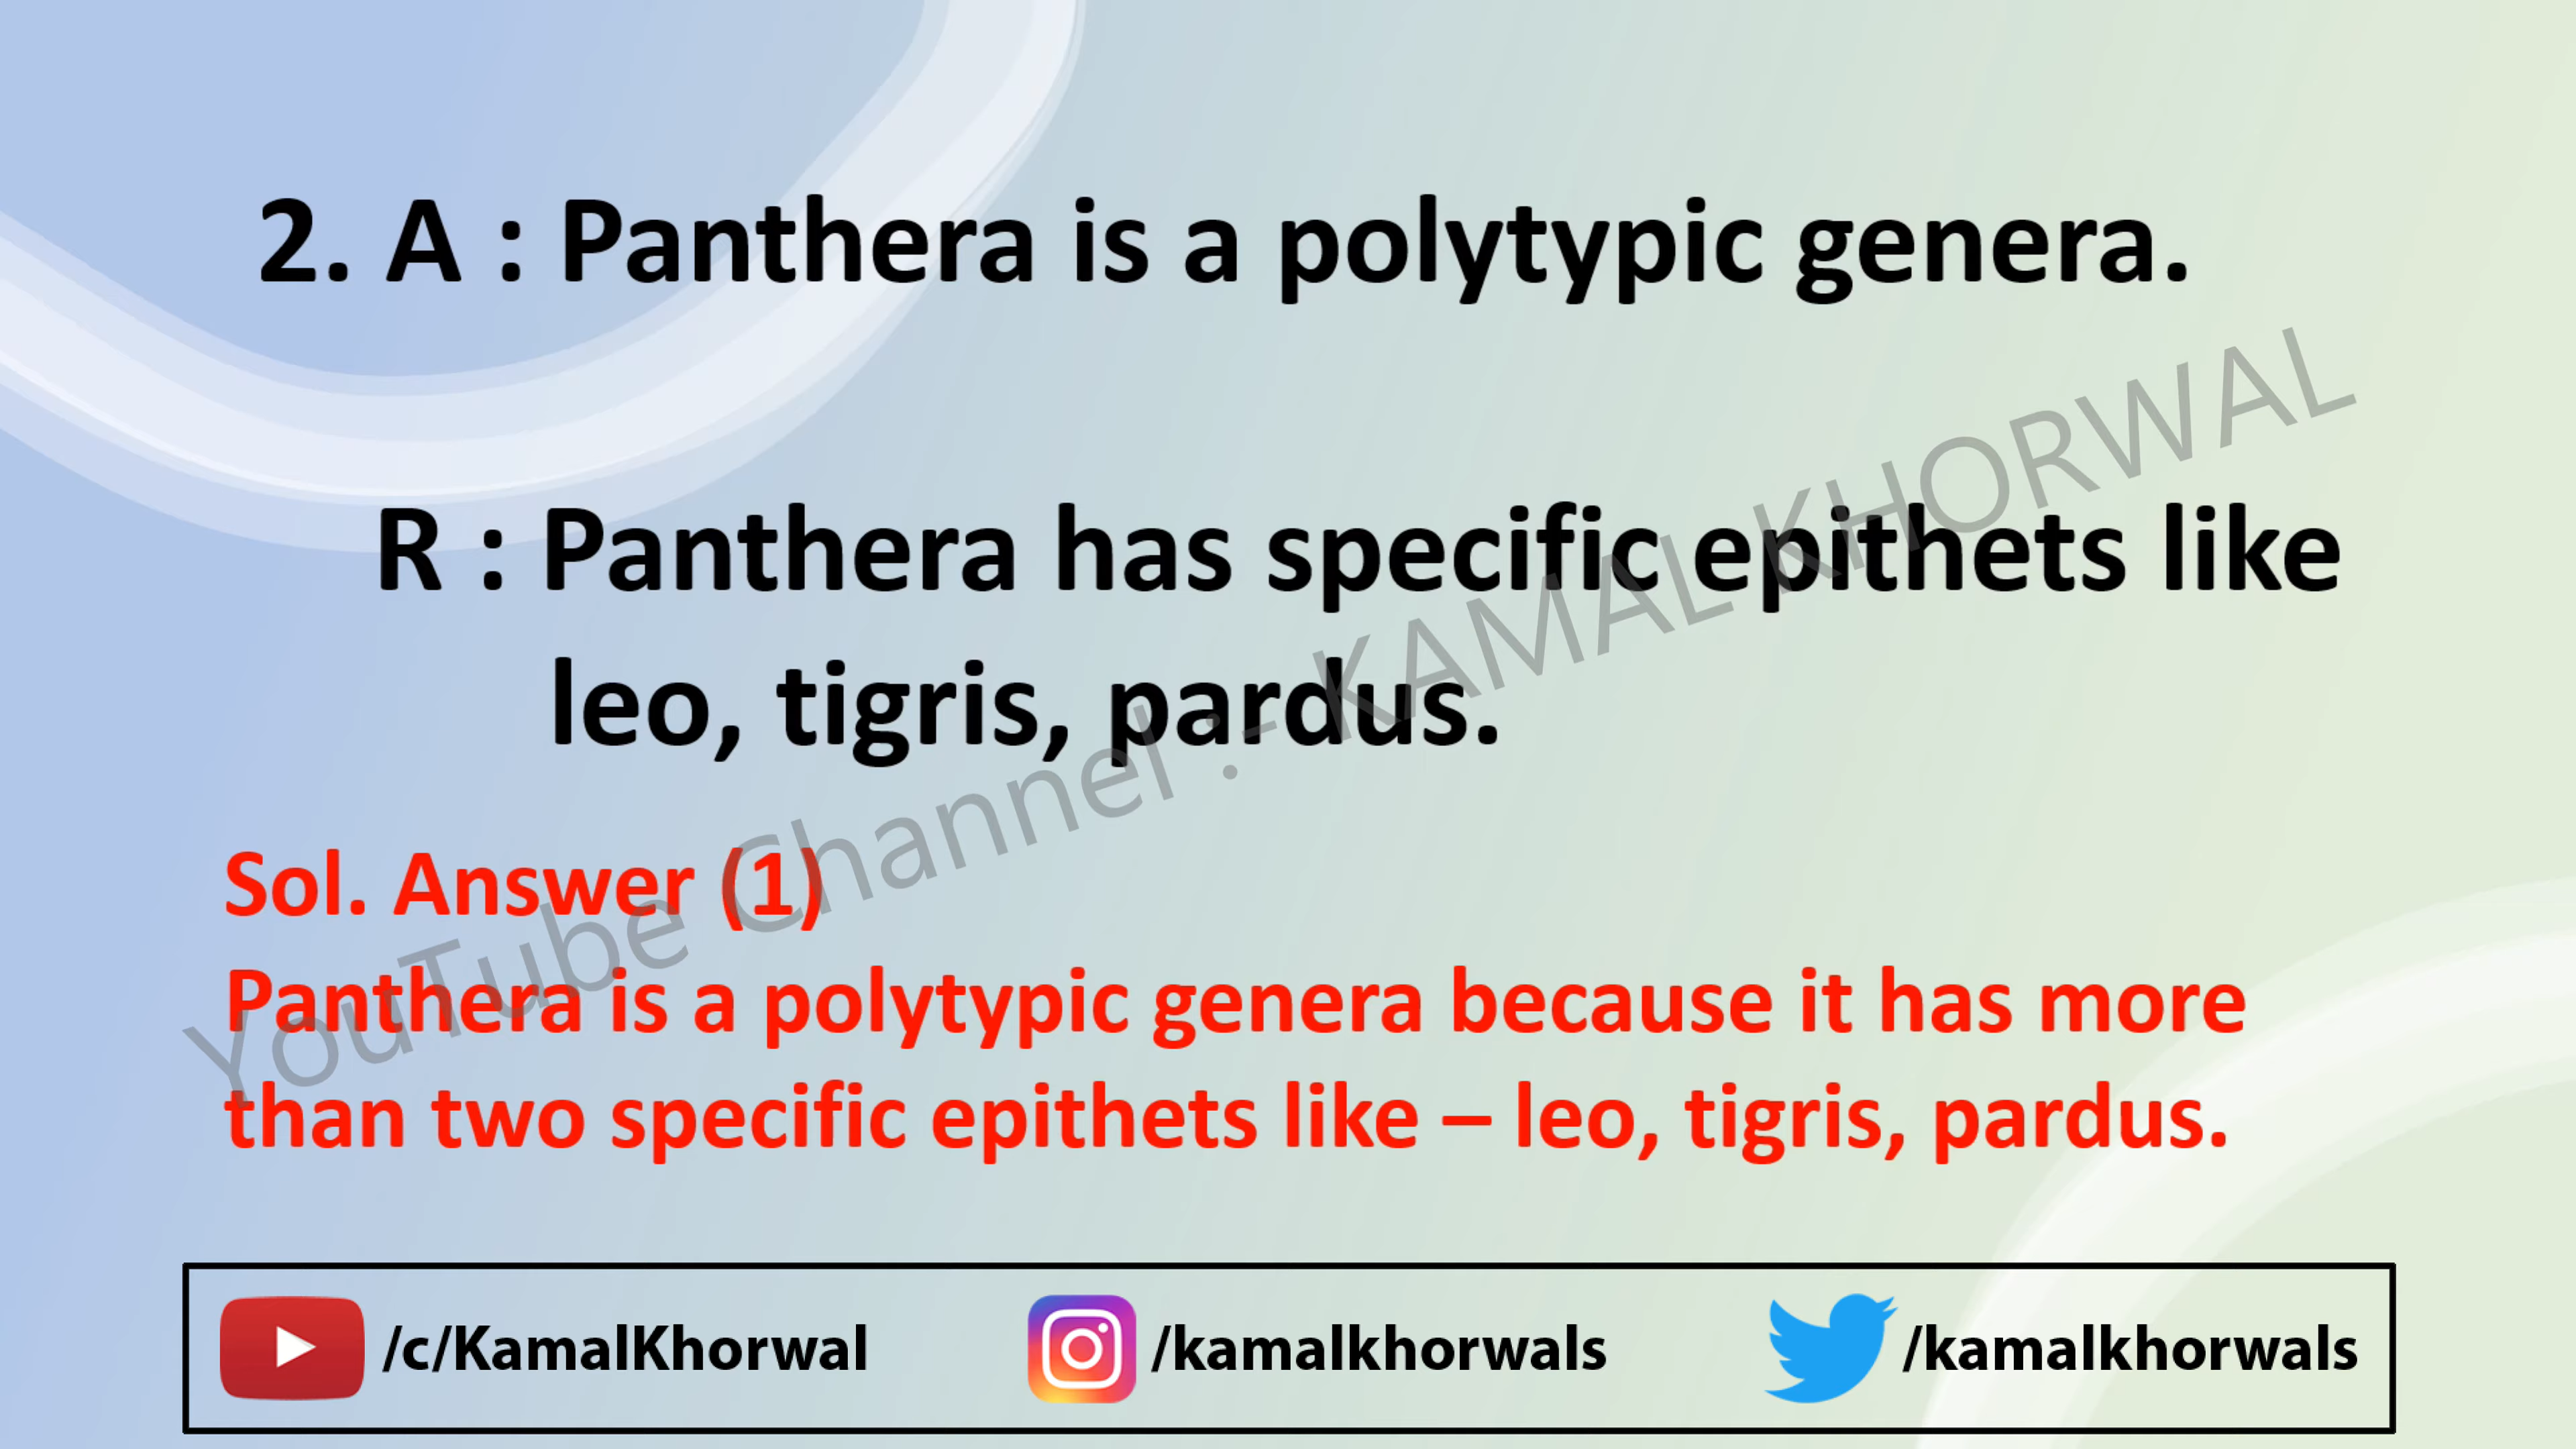 2. A : Panthera is a polytypic genera.
R : Panthera has specific epithets like
leo, tigris, pardus.
YouTube Channel :- KAMAL KHORWAL
Sol. Answer (1)
Panthera is a polytypic genera because it has more
than two specific epithets like – leo, tigris, pardus.
/c/KamalKhorwal /kamalkhorwals /kamalkhorwals